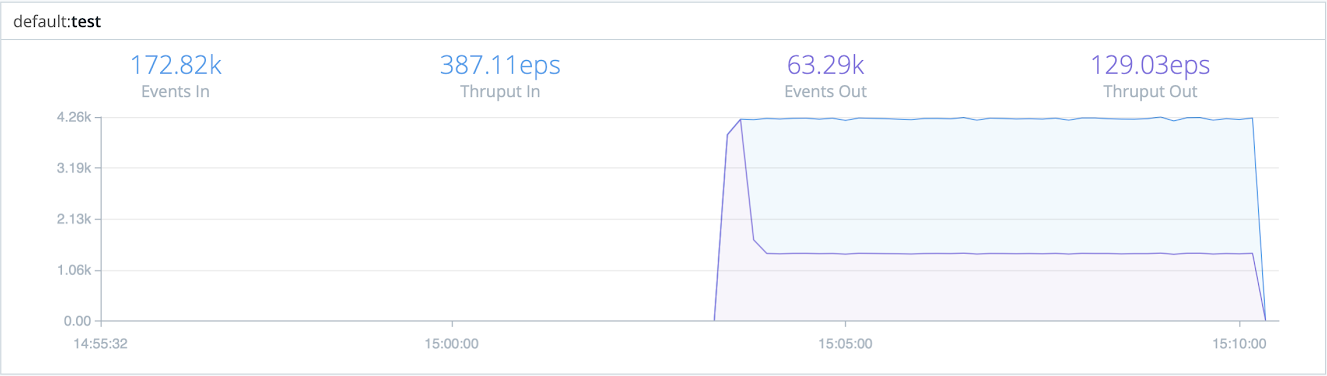 default:test
172.82k 387.11eps 63.29k 129.03eps
Events In Thruput In Events Out Thruput Out
4.26k
3.19k
2.13k
1.06k
0.00
14:55:32 15:00:00 15:05:00 15:10:00